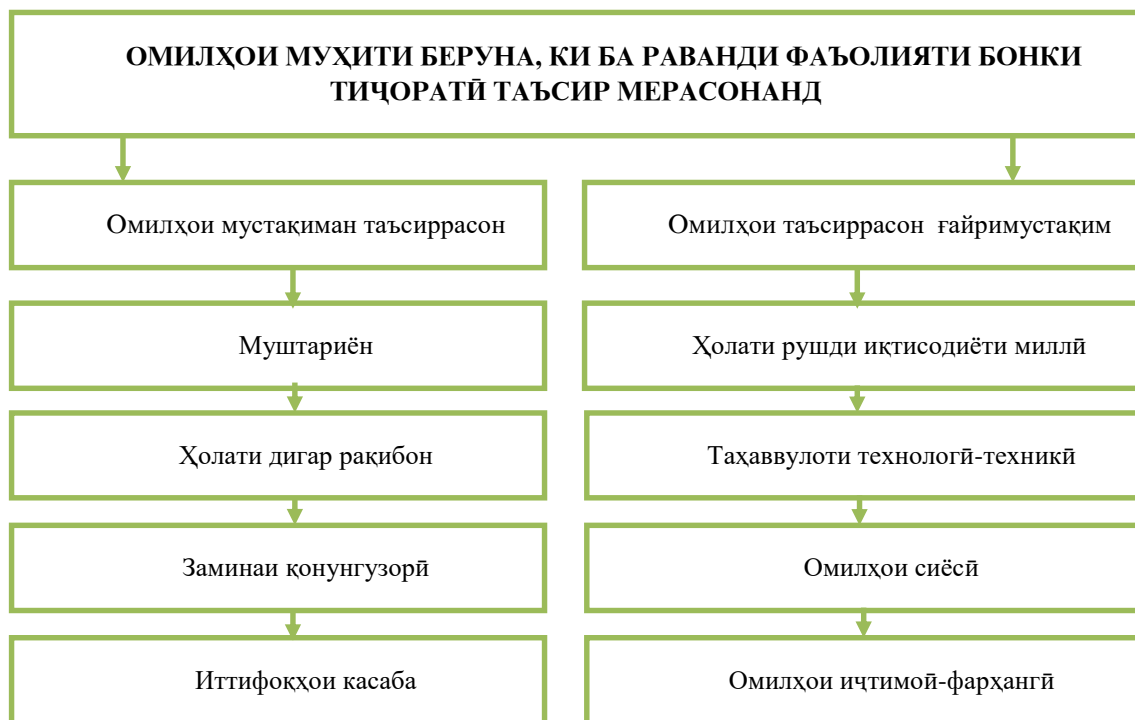 ОМИЛҲОИ МУҲИТИ БЕРУНА, КИ БА РАВАНДИ ФАЪОЛИЯТИ БОНКИ
ТИҶОРАТӢ ТАЪСИР МЕРАСОНАНД
Омилҳои мустақиман таъсиррасон
Омилҳои таъсиррасон ғайримустақим
Муштариён
Ҳолати рушди иқтисодиёти миллӣ
Ҳолати дигар рақибон
Таҳаввулоти технологӣ-техникӣ
Заминаи қонунгузорӣ
Омилҳои сиёсӣ
Иттифоқҳои касаба
Омилҳои иҷтимоӣ-фарҳангӣ